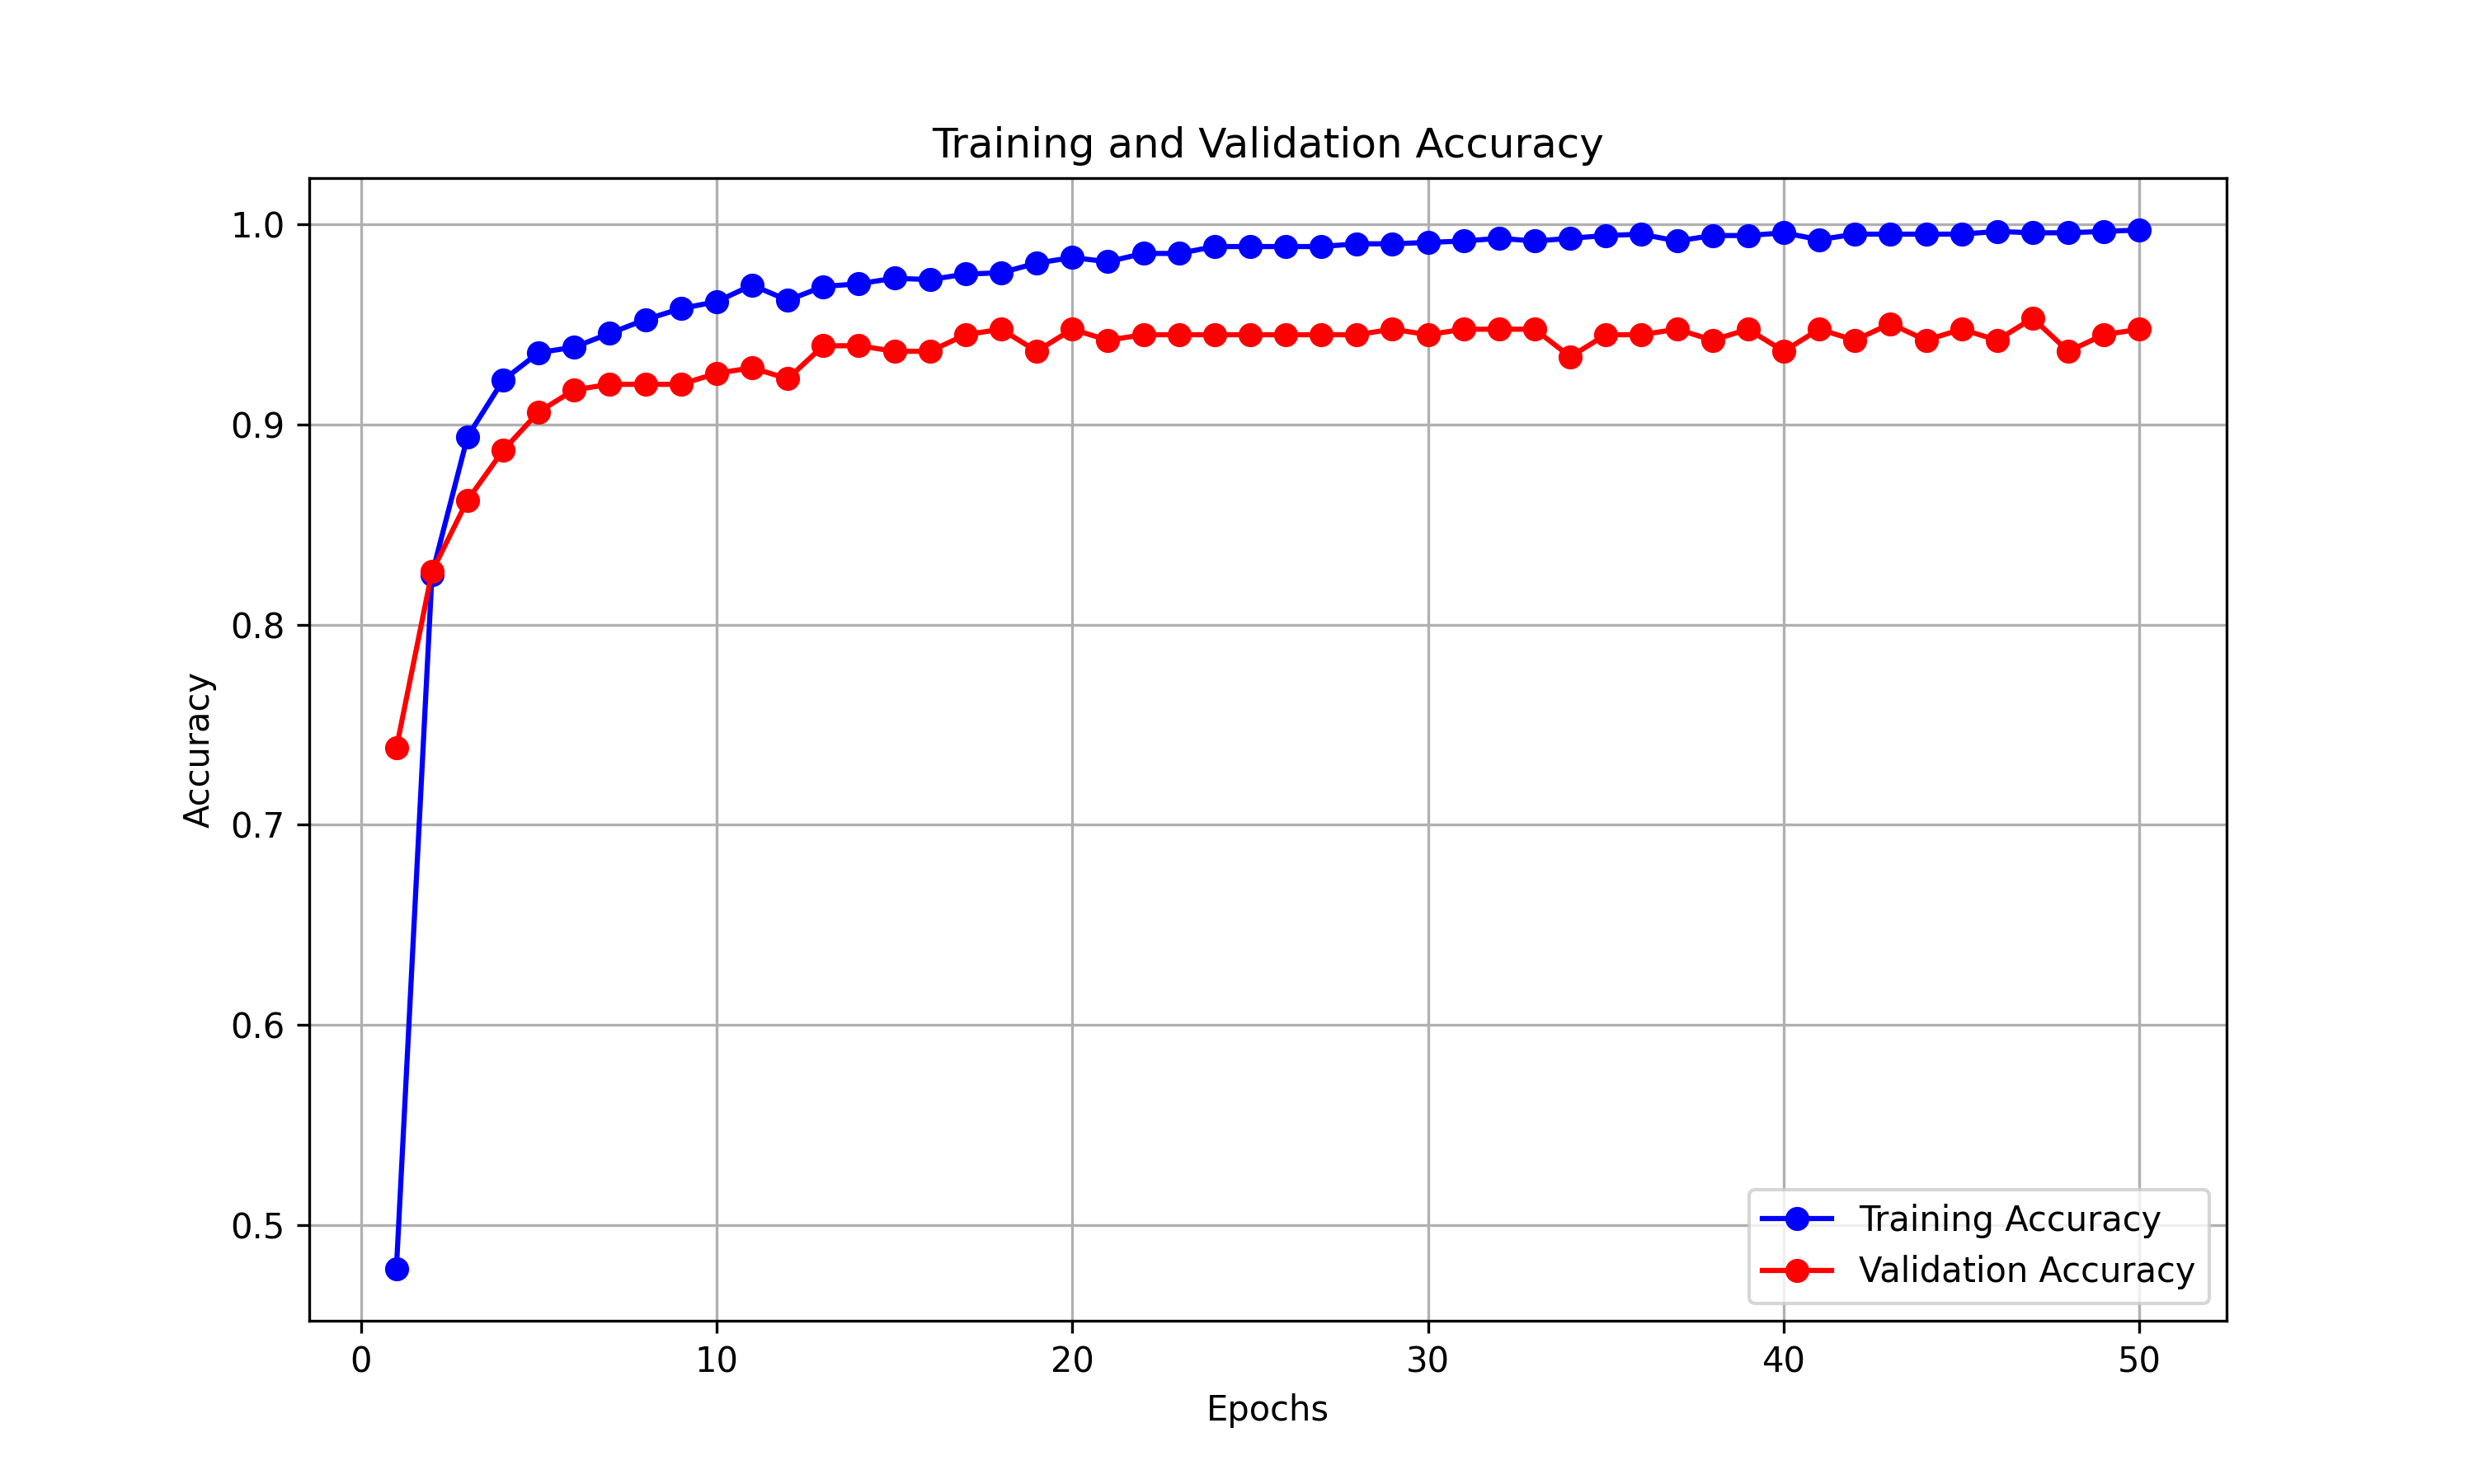 Training and Validation Accuracy
1.0
0.9
0.8
0.7
0.6
0.5
Accuracy
0 10 20 30 40 50
Epochs
Training Accuracy
Validation Accuracy